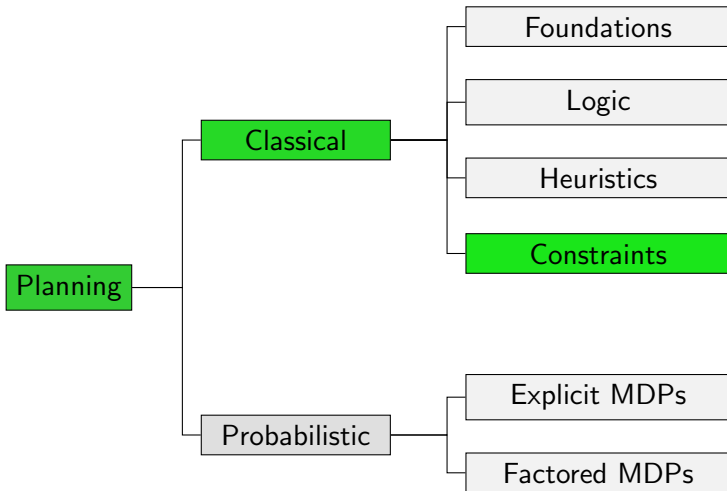 Foundations
Logic
Classical
Heuristics
Constraints
Planning
Explicit MDPs
Probabilistic
Factored MDPs